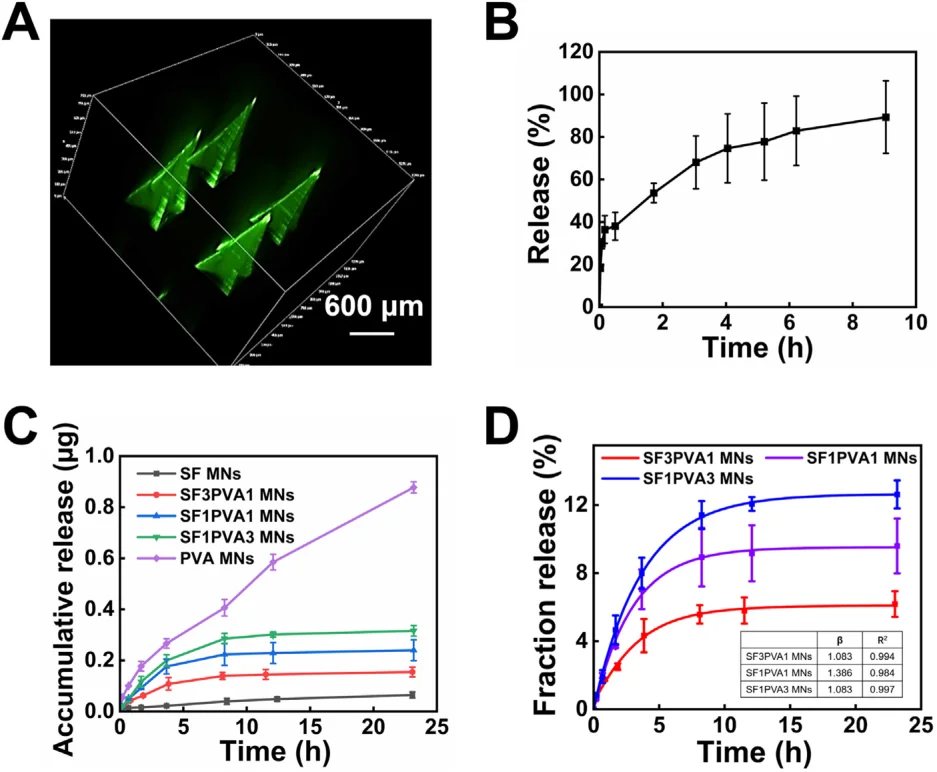 A
600 μm
B
Release (%)
120
100
80
60
40
20
0
0 2 4 6 8 10
Time (h)
C
Accumulative release (μg)
1.0
0.8
0.6
0.4
0.2
0.0
SF MNs
SF3PVA1 MNs
SF1PVA1 MNs
SF1PVA3 MNs
PVA MNs
0 5 10 15 20 25
Time (h)
D
Fraction release (%)
12
8
4
0
SF3PVA1 MNs SF1PVA1 MNs
SF1PVA3 MNs
β R²
SF3PVA1 MNs 1.083 0.994
SF1PVA1 MNs 1.386 0.984
SF1PVA3 MNs 1.083 0.997
0 5 10 15 20 25
Time (h)